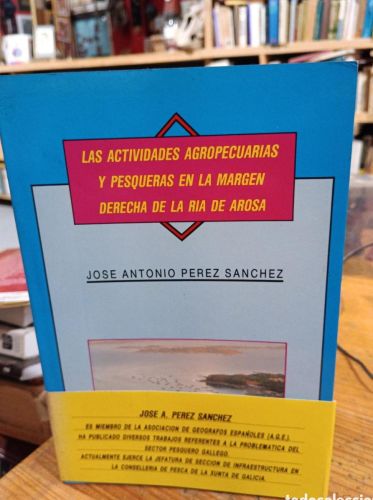 LAS ACTIVIDADES AGROPECUARIAS
Y PESQUERAS EN LA MARGEN
DERECHA DE LA RIA DE AROSA
JOSE ANTONIO PEREZ SANCHEZ
JOSE A. PEREZ SANCHEZ
ES MIEMBRO DE LA ASOCIACION DE GEOGRAFOS ESPAÑOLES (A.G.E.).
HA PUBLICADO DIVERSOS TRABAJOS REFERENTES A LA PROBLEMATICA DEL
SECTOR PESQUERO GALLEGO.
ACTUALMENTE EJERCE LA JEFATURA DE SECCION DE INFRAESTRUCTURA EN
LA CONSELLERIA DE PESCA DE LA XUNTA DE GALICIA.
todocoleccion